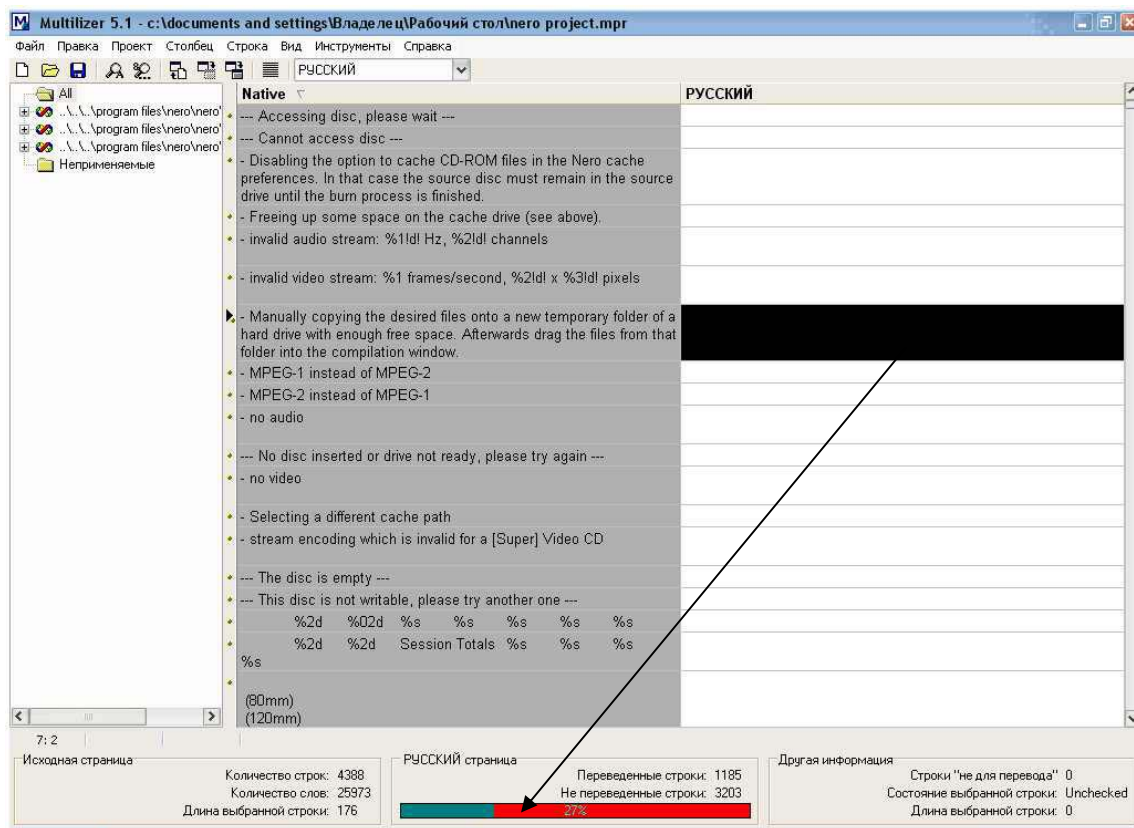 Multilizer 5.1 - c:\documents and settings\Владелец\Рабочий стол\nero project.mpr
Файл Правка Проект Столбец Строка Вид Инструменты Справка
РУССКИЙ
All
..\..\..\program files\nero\nero'
..\..\..\program files\nero\nero'
..\..\..\program files\nero\nero'
Неприменяемые
Native РУССКИЙ
--- Accessing disc, please wait ---
--- Cannot access disc ---
- Disabling the option to cache CD-ROM files in the Nero cache
preferences. In that case the source disc must remain in the source
drive until the burn process is finished.
- Freeing up some space on the cache drive (see above).
- invalid audio stream: %1!d! Hz, %2!d! channels
- invalid video stream: %1 frames/second, %2!d! x %3!d! pixels
- Manually copying the desired files onto a new temporary folder of a
hard drive with enough free space. Afterwards drag the files from that
folder into the compilation window.
- MPEG-1 instead of MPEG-2
- MPEG-2 instead of MPEG-1
- no audio
--- No disc inserted or drive not ready, please try again ---
- no video
- Selecting a different cache path
- stream encoding which is invalid for a [Super] Video CD
--- The disc is empty ---
--- This disc is not writable, please try another one ---
%2d %02d %s %s %s %s %s
%2d %2d Session Totals %s %s %s
%s
(80mm)
(120mm)
7: 2
Исходная страница
Количество строк: 4388
Количество слов: 25973
Длина выбранной строки: 176
РУССКИЙ страница
Переведенные строки: 1185
Не переведенные строки: 3203
27%
Другая информация
Строки "не для перевода" 0
Состояние выбранной строки: Unchecked
Длина выбранной строки: 0